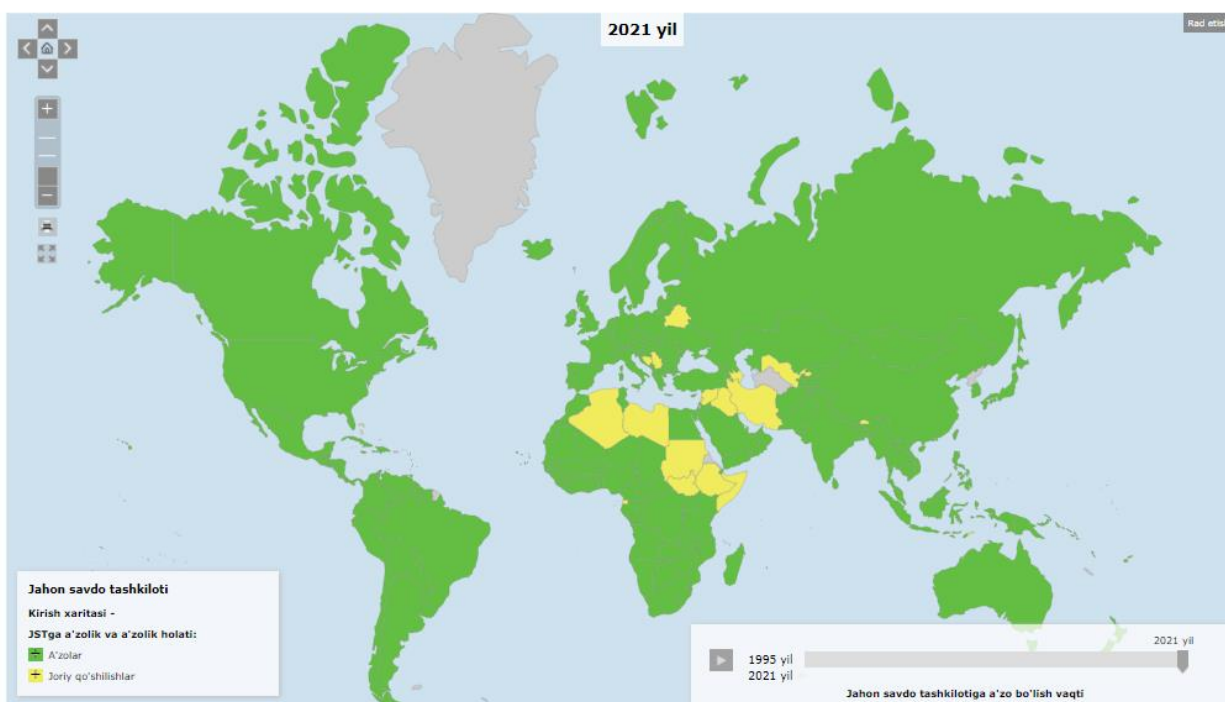 2021 yil
Rad etish
Jahon savdo tashkiloti
Kirish xaritasi -
JSTga a'zolik va a'zolik holati:
A'zolar
Joriy qo'shilishlar
2021 yil
1995 yil
2021 yil
Jahon savdo tashkilotiga a'zo bo'lish vaqti